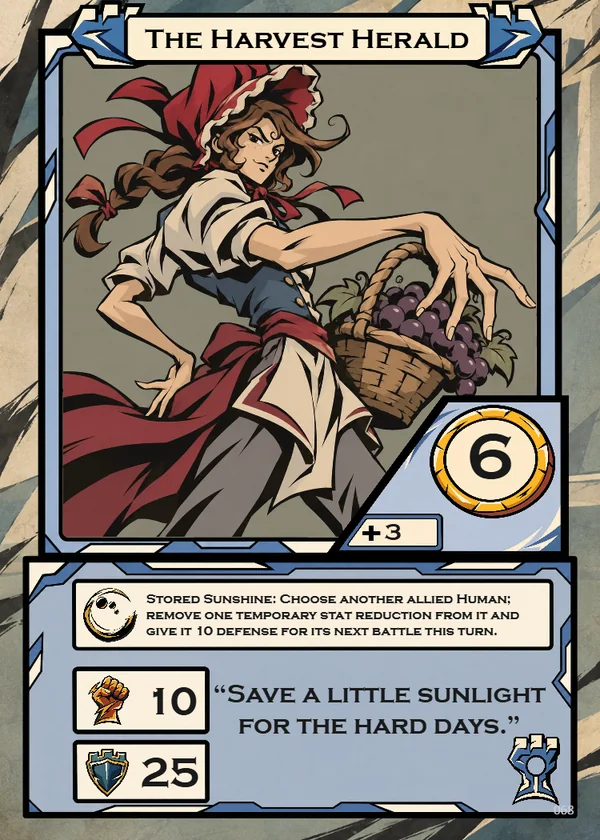 The Harvest Herald
6
+3
Stored Sunshine: Choose another allied Human;
remove one temporary stat reduction from it and
give it 10 defense for its next battle this turn.
10
“Save a little sunlight
for the hard days.”
25
068